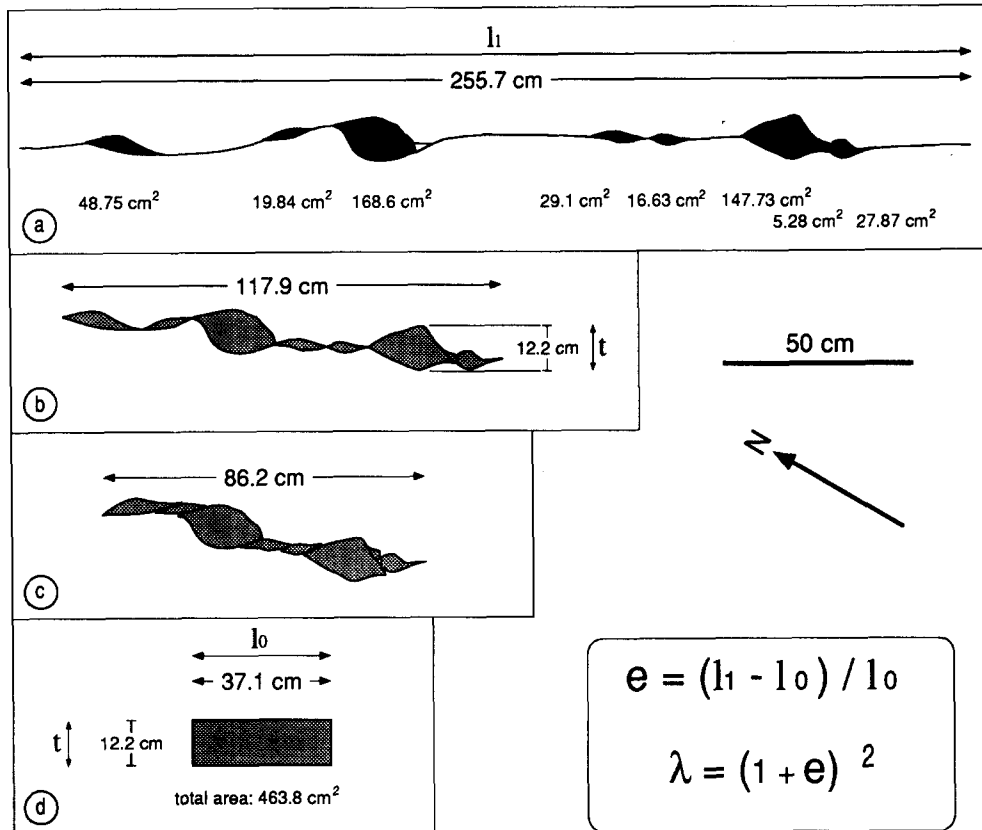 l1
255.7 cm
48.75 cm²
19.84 cm²
168.6 cm²
29.1 cm²
16.63 cm²
147.73 cm²
5.28 cm²
27.87 cm²
a
117.9 cm
12.2 cm
t
b
50 cm
N
86.2 cm
c
l0
37.1 cm
t
12.2 cm
total area: 463.8 cm²
d
e = (l1 - l0) / l0
λ = (1 + e) ²